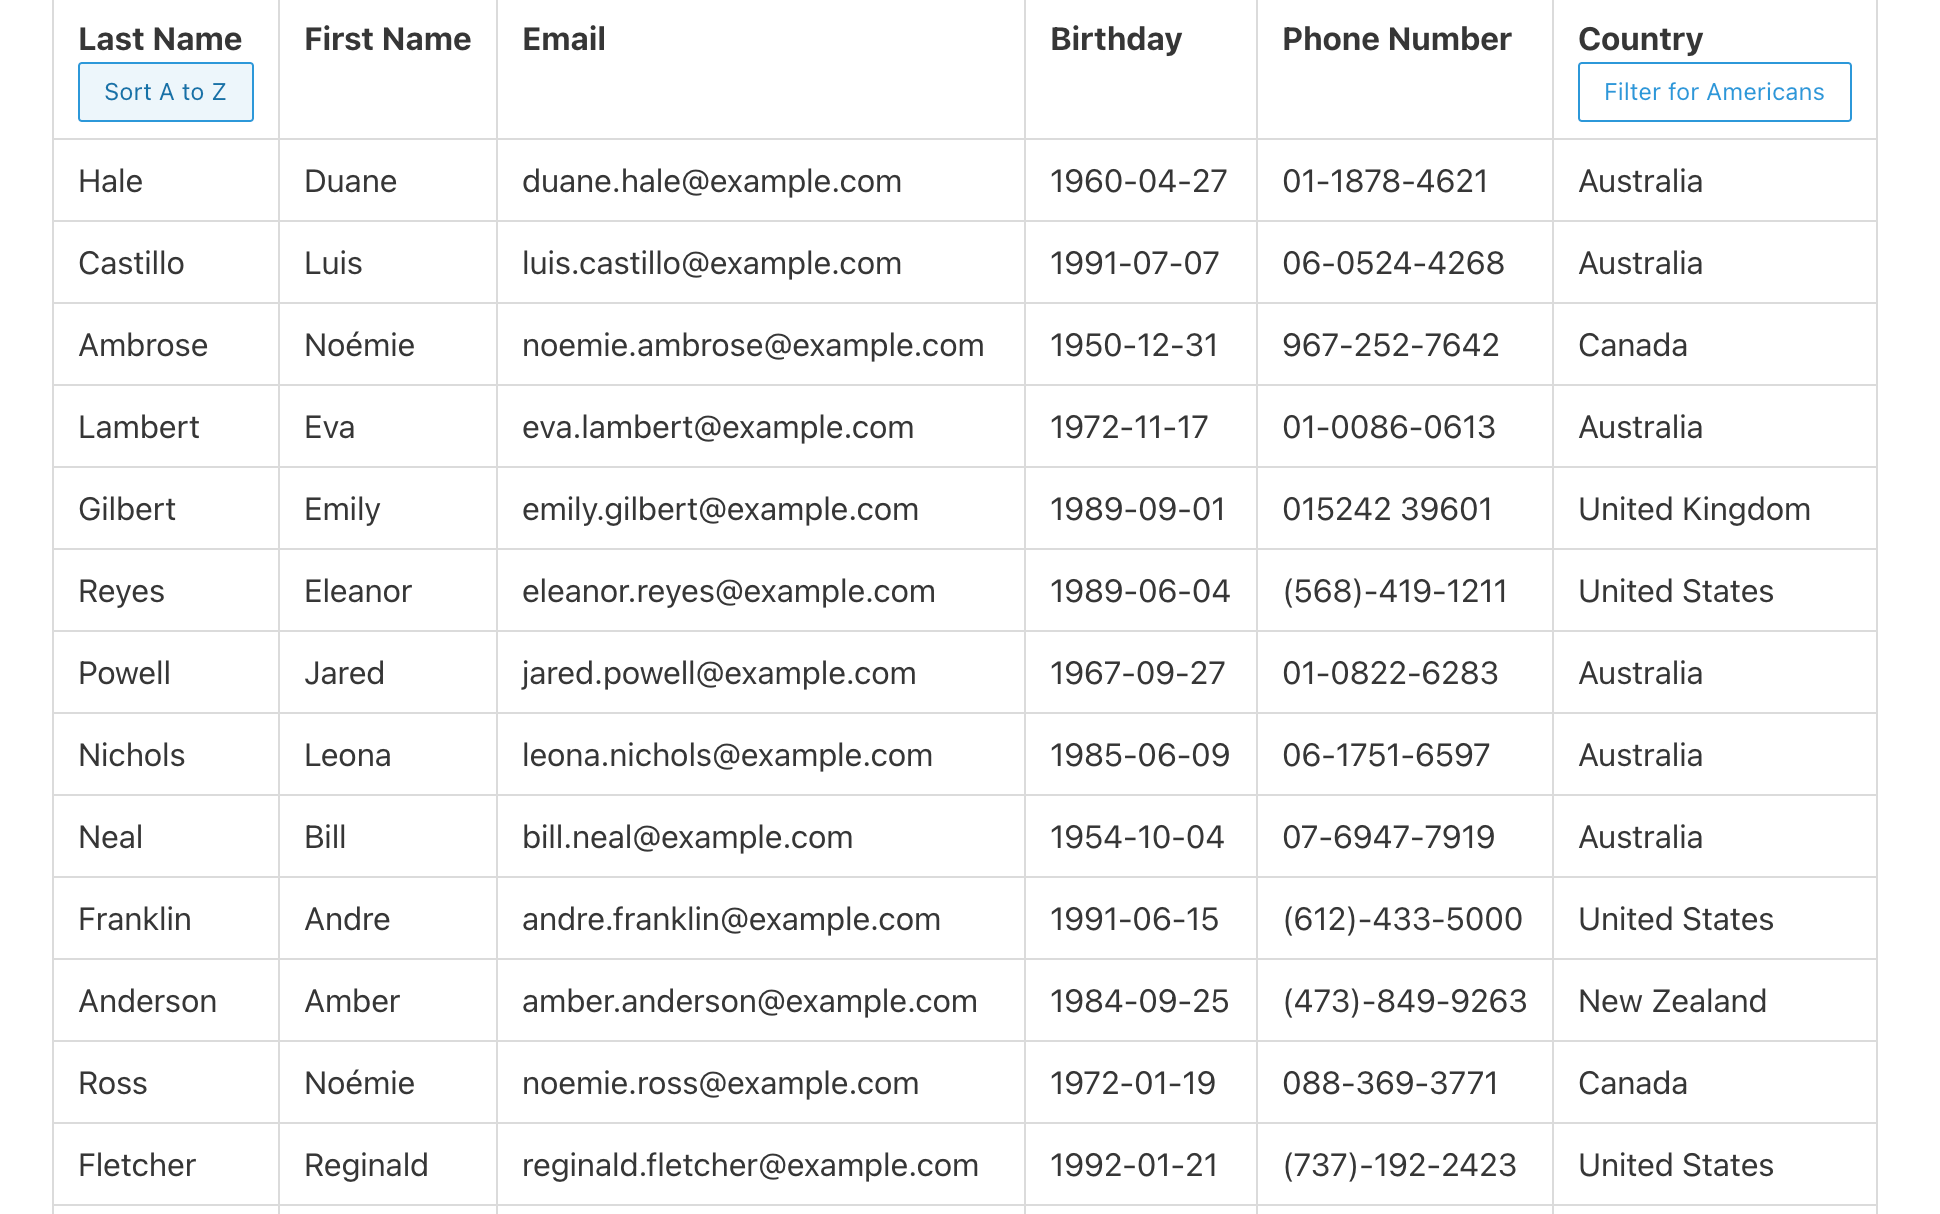 Last Name First Name Email Birthday Phone Number Country
Sort A to Z Filter for Americans
Hale Duane duane.hale@example.com 1960-04-27 01-1878-4621 Australia
Castillo Luis luis.castillo@example.com 1991-07-07 06-0524-4268 Australia
Ambrose Noémie noemie.ambrose@example.com 1950-12-31 967-252-7642 Canada
Lambert Eva eva.lambert@example.com 1972-11-17 01-0086-0613 Australia
Gilbert Emily emily.gilbert@example.com 1989-09-01 015242 39601 United Kingdom
Reyes Eleanor eleanor.reyes@example.com 1989-06-04 (568)-419-1211 United States
Powell Jared jared.powell@example.com 1967-09-27 01-0822-6283 Australia
Nichols Leona leona.nichols@example.com 1985-06-09 06-1751-6597 Australia
Neal Bill bill.neal@example.com 1954-10-04 07-6947-7919 Australia
Franklin Andre andre.franklin@example.com 1991-06-15 (612)-433-5000 United States
Anderson Amber amber.anderson@example.com 1984-09-25 (473)-849-9263 New Zealand
Ross Noémie noemie.ross@example.com 1972-01-19 088-369-3771 Canada
Fletcher Reginald reginald.fletcher@example.com 1992-01-21 (737)-192-2423 United States